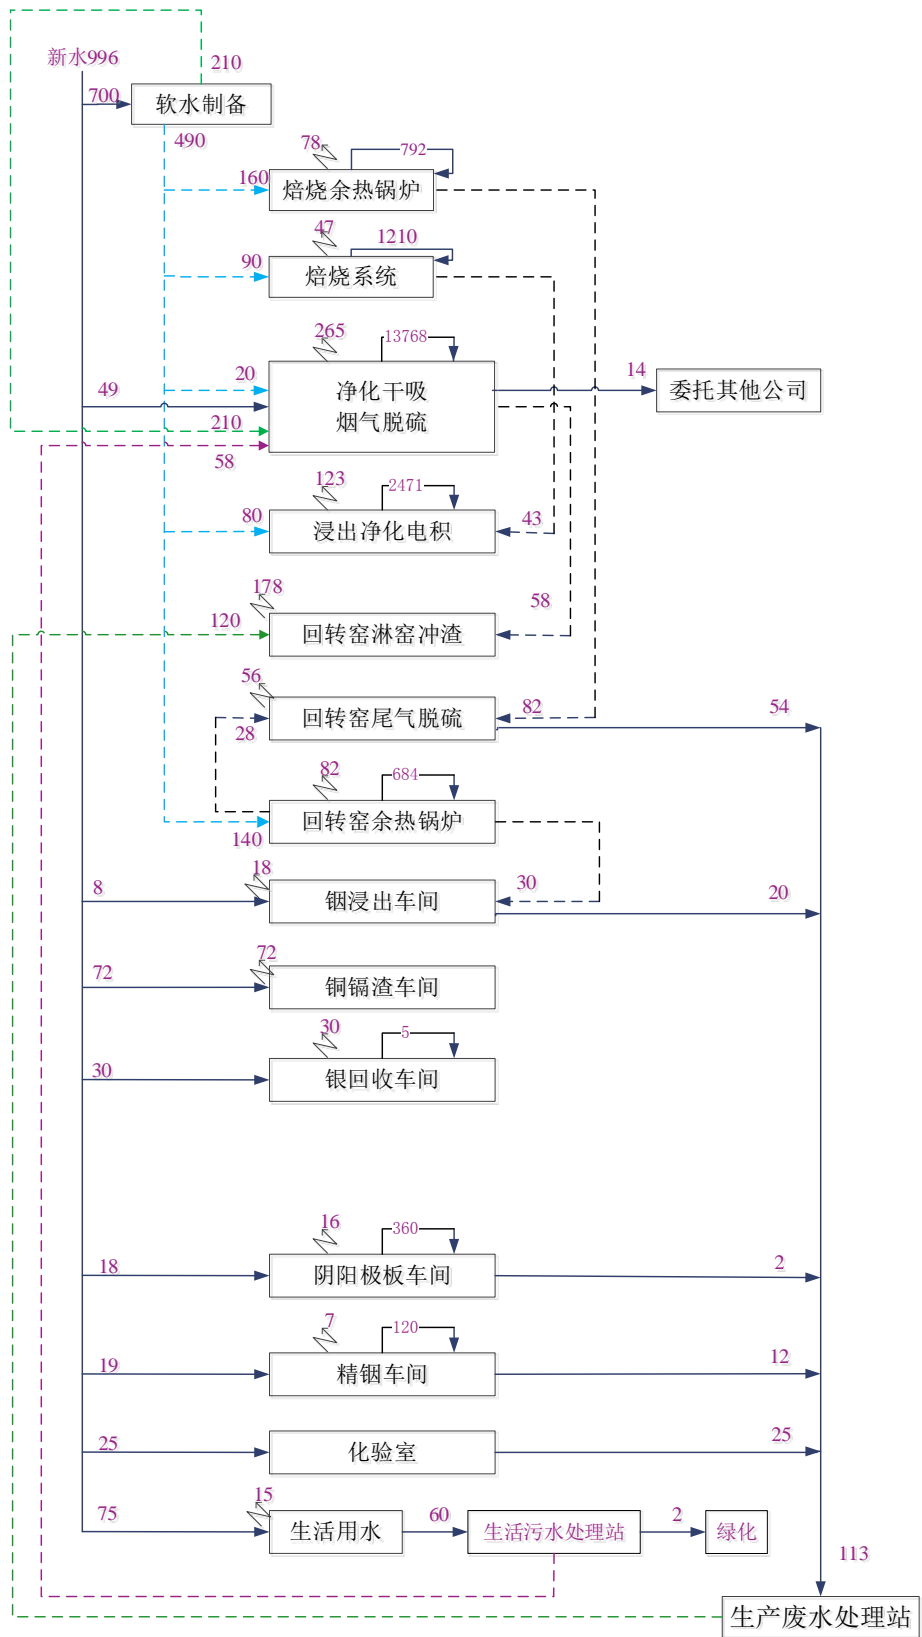 新水996
210
700
软水制备
490
78
792
160
焙烧余热锅炉
47
1210
90
焙烧系统
265
13768
20
净化干吸
烟气脱硫
14
委托其他公司
49
210
58
123
2471
80
浸出净化电积
43
178
58
120
回转窑淋窑冲渣
56
回转窑尾气脱硫
82
54
28
82
684
回转窑余热锅炉
140
18
30
8
铟浸出车间
20
72
72
铜镉渣车间
30
5
30
银回收车间
16
360
18
阴阳极板车间
2
7
120
19
精铟车间
12
25
化验室
25
15
75
生活用水
60
生活污水处理站
2
绿化
113
生产废水处理站